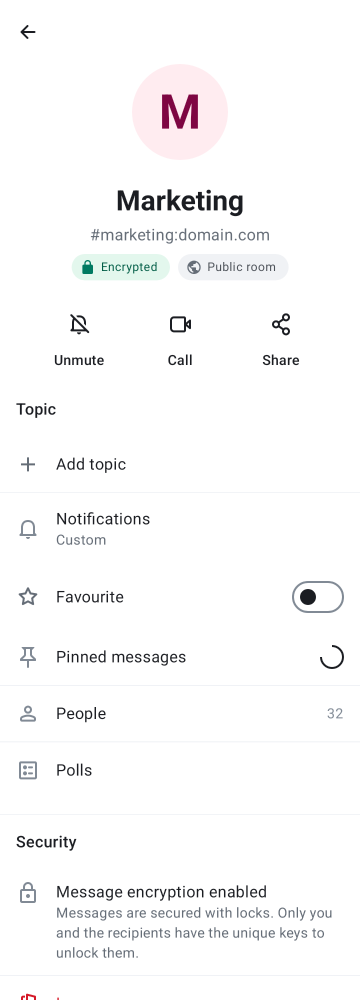 M
Marketing
#marketing:domain.com
Encrypted
Public room
Unmute
Call
Share
Topic
Add topic
Notifications
Custom
Favourite
Pinned messages
People
32
Polls
Security
Message encryption enabled
Messages are secured with locks. Only you
and the recipients have the unique keys to
unlock them.